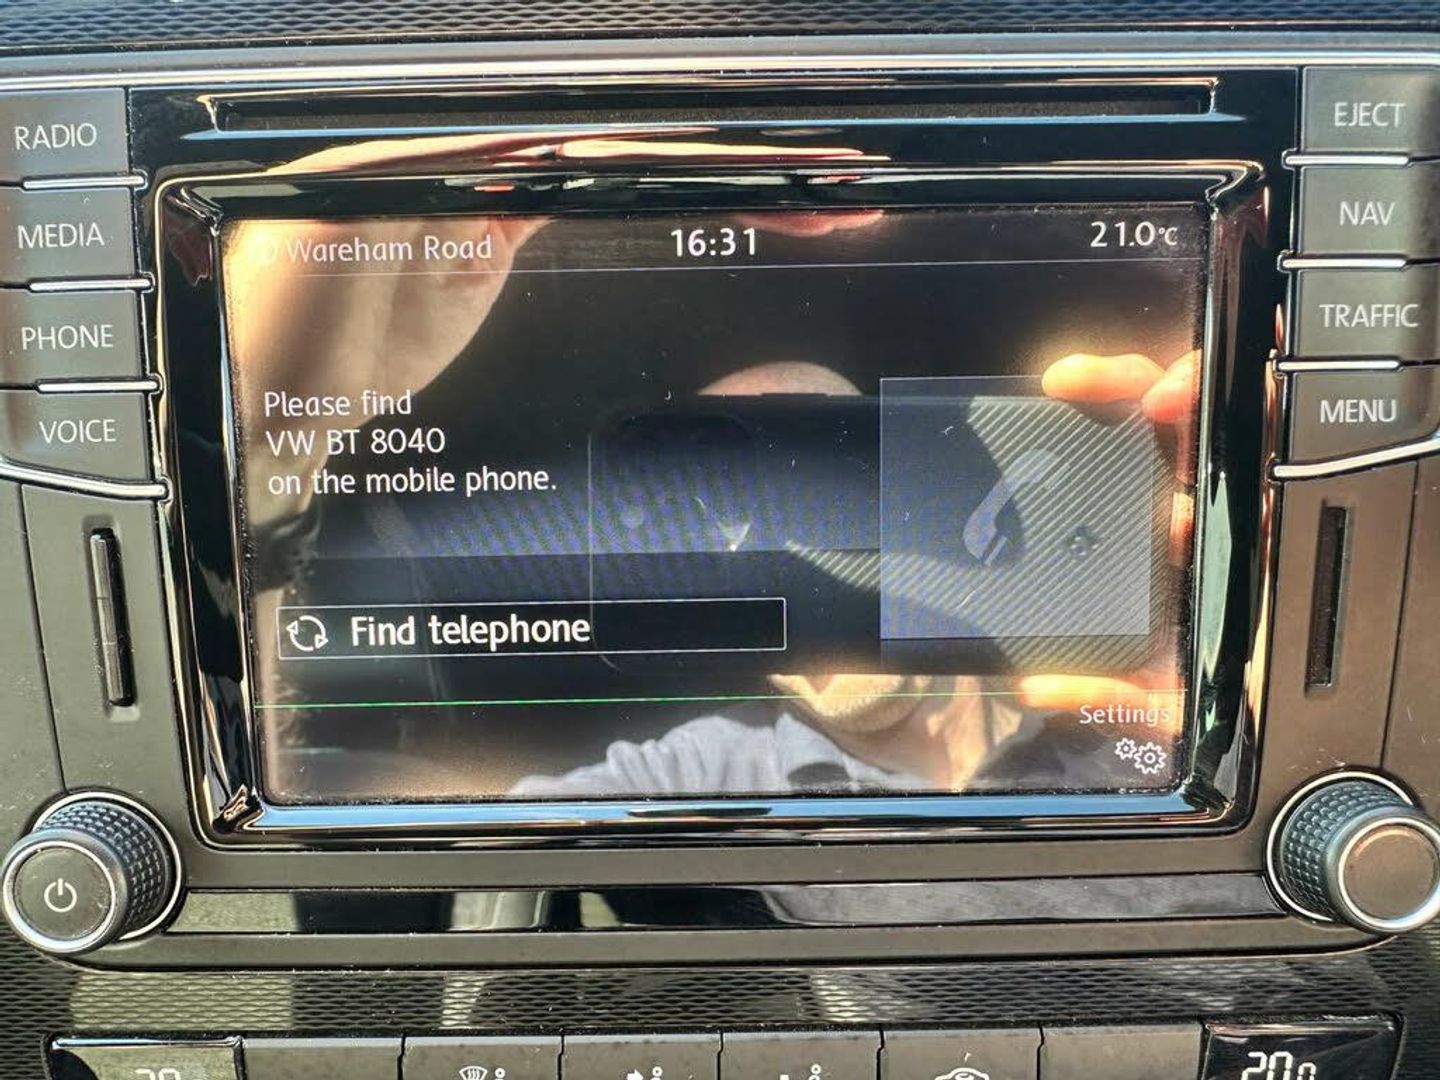 RADIO
MEDIA
PHONE
VOICE
EJECT
NAV
TRAFFIC
MENU
Wareham Road
16:31
21.0°C
Please find
VW BT 8040
on the mobile phone.
Find telephone
Settings